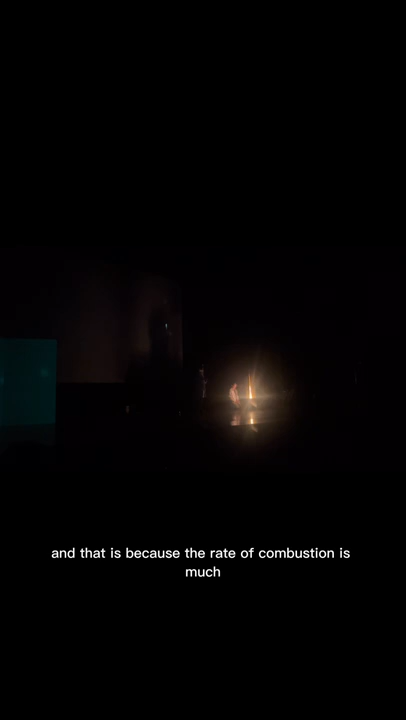 and that is because the rate of combustion is
much